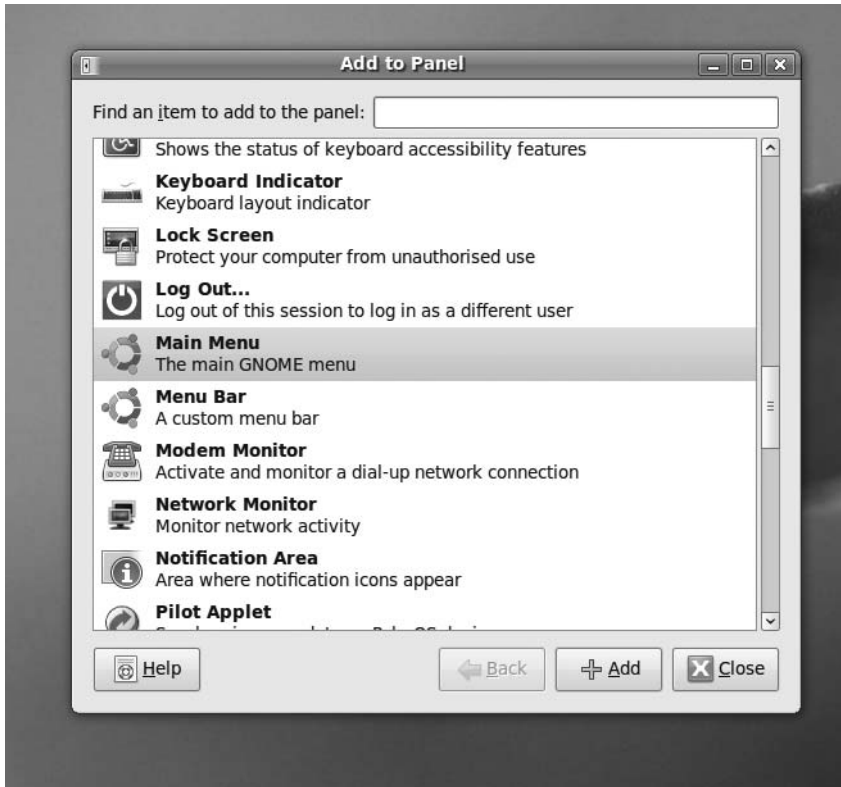 Add to Panel
Find an item to add to the panel:
Shows the status of keyboard accessibility features
Keyboard Indicator
Keyboard layout indicator
Lock Screen
Protect your computer from unauthorised use
Log Out...
Log out of this session to log in as a different user
Main Menu
The main GNOME menu
Menu Bar
A custom menu bar
Modem Monitor
Activate and monitor a dial-up network connection
Network Monitor
Monitor network activity
Notification Area
Area where notification icons appear
Pilot Applet
Help Back Add Close